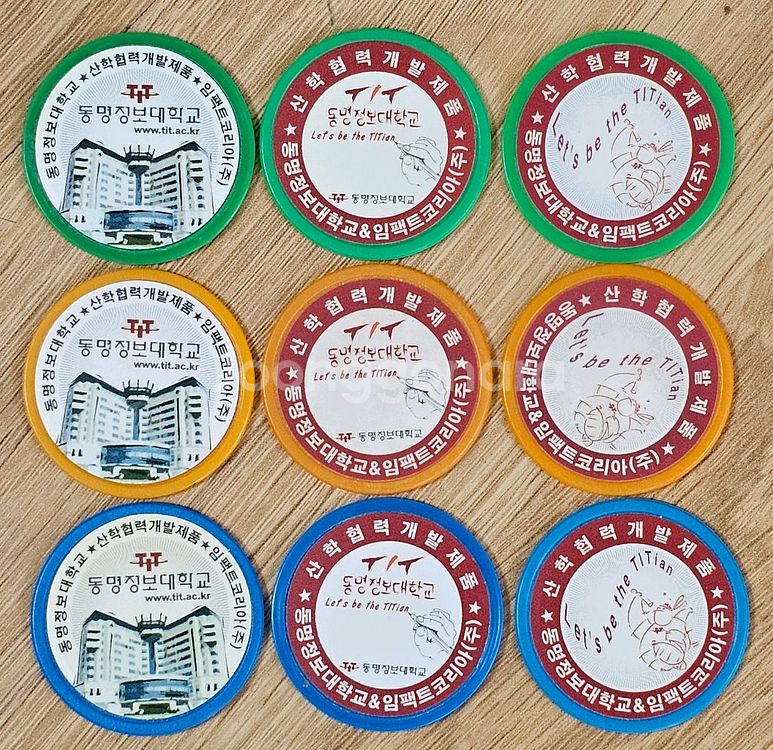 동명정보대학교★산학협력개발제품★임팩트코리아(주)
TIT
동명정보대학교
www.tit.ac.kr
★ 산학협력개발제품 ★
TIT
동명정보대학교
Let's be the TITian
TIT 동명정보대학교
동명정보대학교&임팩트코리아(주)
★ 산학협력개발제품 ★
Let's be the TITian
동명정보대학교&임팩트코리아(주)
동명정보대학교★산학협력개발제품★임팩트코리아(주)
TIT
동명정보대학교
www.tit.ac.kr
★ 산학협력개발제품 ★
TIT
동명정보대학교
Let's be the TITian
TIT 동명정보대학교
동명정보대학교&임팩트코리아(주)
★ 산학협력개발제품 ★
Let's be the TITian
동명정보대학교&임팩트코리아(주)
동명정보대학교★산학협력개발제품★임팩트코리아(주)
TIT
동명정보대학교
www.tit.ac.kr
★ 산학협력개발제품 ★
TIT
동명정보대학교
Let's be the TITian
TIT 동명정보대학교
동명정보대학교&임팩트코리아(주)
★ 산학협력개발제품 ★
Let's be the TITian
동명정보대학교&임팩트코리아(주)